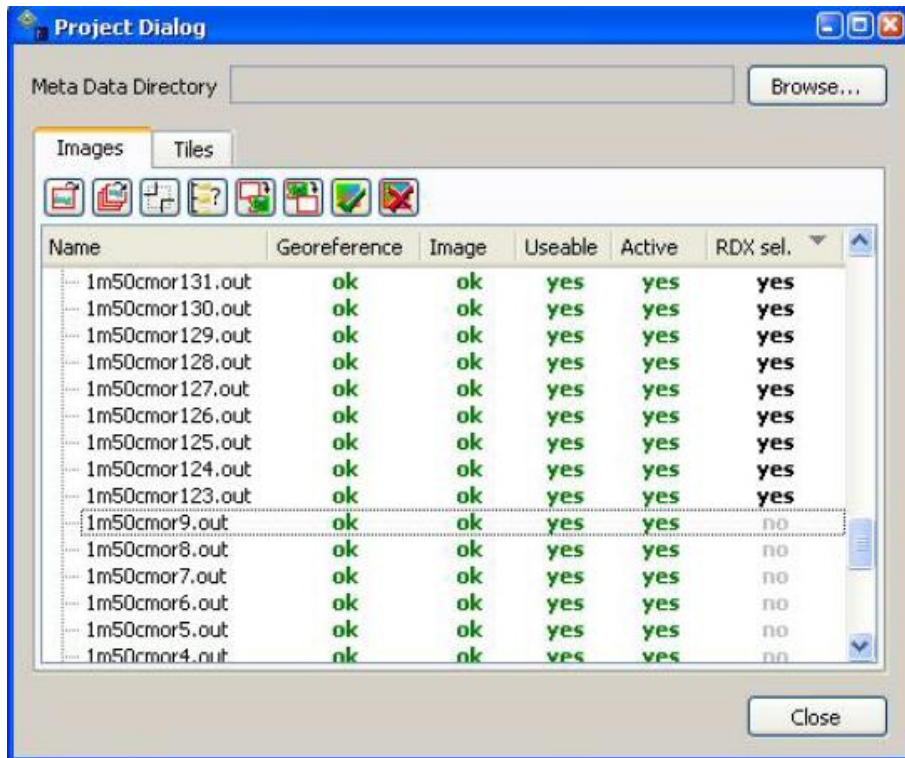 Project Dialog
Meta Data Directory Browse...
Images Tiles
?
Name Georeference Image Useable Active RDX sel.
1m50cmor131.out ok ok yes yes yes
1m50cmor130.out ok ok yes yes yes
1m50cmor129.out ok ok yes yes yes
1m50cmor128.out ok ok yes yes yes
1m50cmor127.out ok ok yes yes yes
1m50cmor126.out ok ok yes yes yes
1m50cmor125.out ok ok yes yes yes
1m50cmor124.out ok ok yes yes yes
1m50cmor123.out ok ok yes yes yes
1m50cmor9.out ok ok yes yes no
1m50cmor8.out ok ok yes yes no
1m50cmor7.out ok ok yes yes no
1m50cmor6.out ok ok yes yes no
1m50cmor5.out ok ok yes yes no
1m50cmor4.out ok ok yes yes no
Close